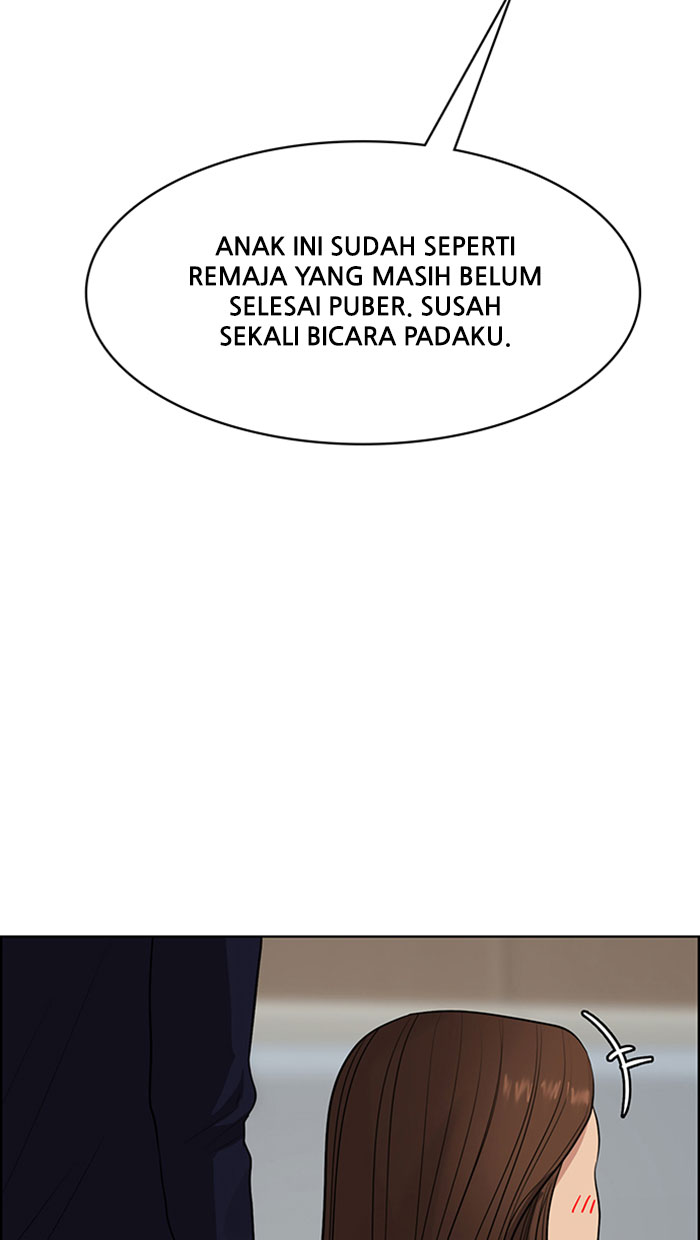 ANAK INI SUDAH SEPERTI
REMAJA YANG MASIH BELUM
SELESAI PUBER. SUSAH
SEKALI BICARA PADAKU.